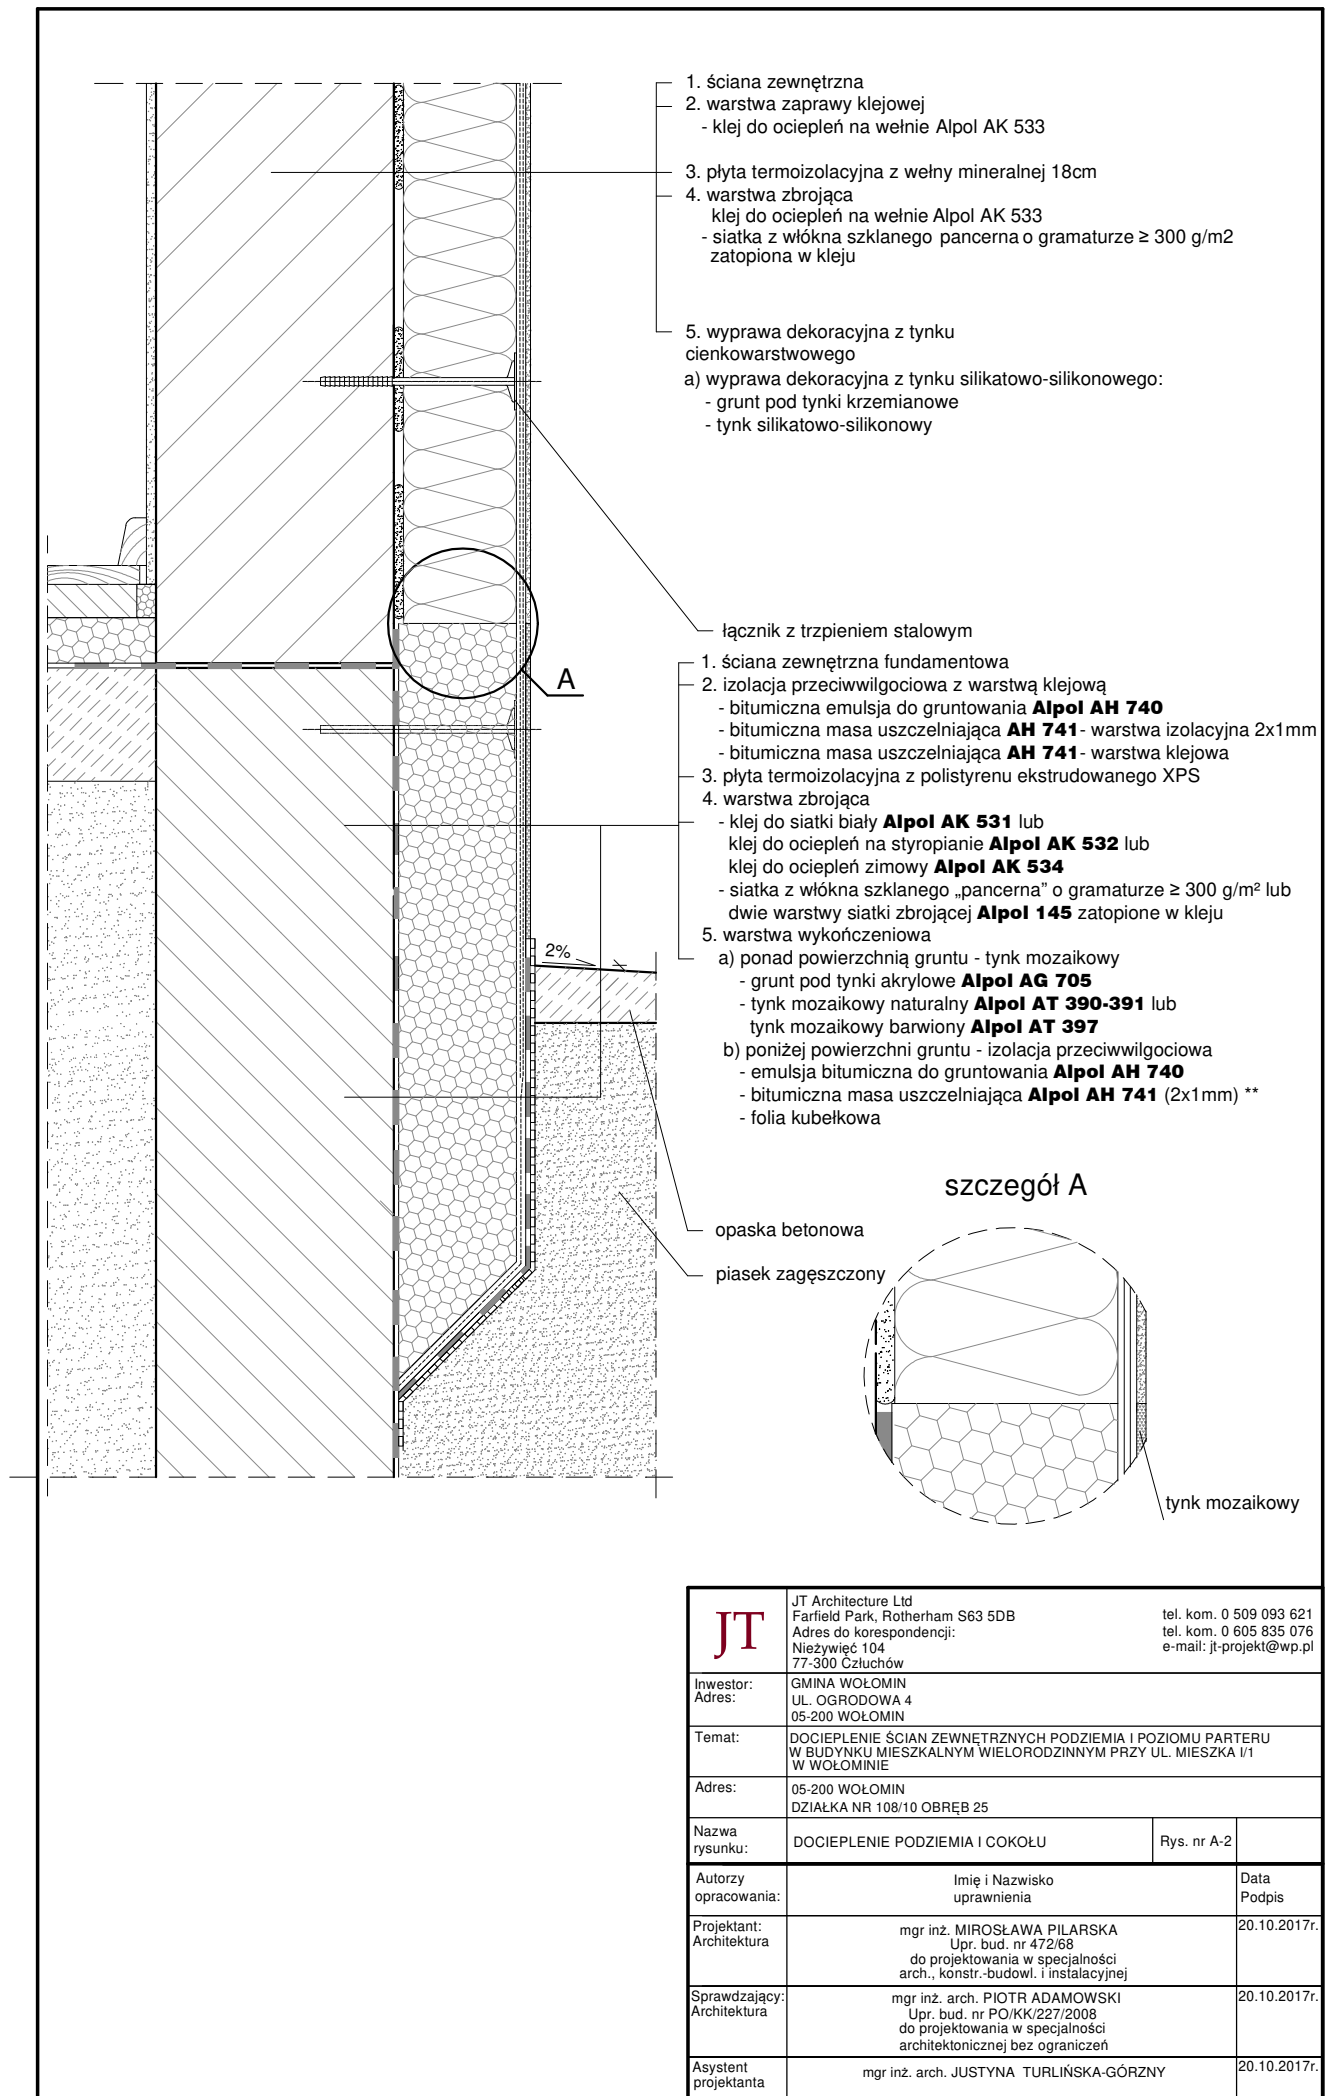 1. ściana zewnętrzna
2. warstwa zaprawy klejowej
- klej do ociepleń na wełnie Alpol AK 533
3. płyta termoizolacyjna z wełny mineralnej 18cm
4. warstwa zbrojąca
klej do ociepleń na wełnie Alpol AK 533
- siatka z włókna szklanego pancerna o gramaturze ≥ 300 g/m2
zatopiona w kleju
5. wyprawa dekoracyjna z tynku
cienkowarstwowego
a) wyprawa dekoracyjna z tynku silikatowo-silikonowego:
- grunt pod tynki krzemianowe
- tynk silikatowo-silikonowy
łącznik z trzpieniem stalowym
A
1. ściana zewnętrzna fundamentowa
2. izolacja przeciwwilgociowa z warstwą klejową
- bitumiczna emulsja do gruntowania Alpol AH 740
- bitumiczna masa uszczelniająca AH 741- warstwa izolacyjna 2x1mm
- bitumiczna masa uszczelniająca AH 741- warstwa klejowa
3. płyta termoizolacyjna z polistyrenu ekstrudowanego XPS
4. warstwa zbrojąca
- klej do siatki biały Alpol AK 531 lub
klej do ociepleń na styropianie Alpol AK 532 lub
klej do ociepleń zimowy Alpol AK 534
- siatka z włókna szklanego „pancerna” o gramaturze ≥ 300 g/m² lub
dwie warstwy siatki zbrojącej Alpol 145 zatopione w kleju
5. warstwa wykończeniowa
2%
a) ponad powierzchnią gruntu - tynk mozaikowy
- grunt pod tynki akrylowe Alpol AG 705
- tynk mozaikowy naturalny Alpol AT 390-391 lub
tynk mozaikowy barwiony Alpol AT 397
b) poniżej powierzchni gruntu - izolacja przeciwwilgociowa
- emulsja bitumiczna do gruntowania Alpol AH 740
- bitumiczna masa uszczelniająca Alpol AH 741 (2x1mm) **
- folia kubełkowa
szczegół A
opaska betonowa
piasek zagęszczony
tynk mozaikowy
JT
JT Architecture Ltd
Farfield Park, Rotherham S63 5DB
Adres do korespondencji:
Nieżywięć 104
77-300 Człuchów
tel. kom. 0 509 093 621
tel. kom. 0 605 835 076
e-mail: jt-projekt@wp.pl
Inwestor:
Adres:
GMINA WOŁOMIN
UL. OGRODOWA 4
05-200 WOŁOMIN
Temat:
DOCIEPLENIE ŚCIAN ZEWNĘTRZNYCH PODZIEMIA I POZIOMU PARTERU
W BUDYNKU MIESZKALNYM WIELORODZINNYM PRZY UL. MIESZKA I/1
W WOŁOMINIE
Adres:
05-200 WOŁOMIN
DZIAŁKA NR 108/10 OBRĘB 25
Nazwa
rysunku:
DOCIEPLENIE PODZIEMIA I COKOŁU
Rys. nr A-2
Autorzy
opracowania:
Imię i Nazwisko
uprawnienia
Data
Podpis
Projektant:
Architektura
mgr inż. MIROSŁAWA PILARSKA
Upr. bud. nr 472/68
do projektowania w specjalności
arch., konstr.-budowl. i instalacyjnej
20.10.2017r.
Sprawdzający:
Architektura
mgr inż. arch. PIOTR ADAMOWSKI
Upr. bud. nr PO/KK/227/2008
do projektowania w specjalności
architektonicznej bez ograniczeń
20.10.2017r.
Asystent
projektanta
mgr inż. arch. JUSTYNA TURLIŃSKA-GÓRZNY
20.10.2017r.